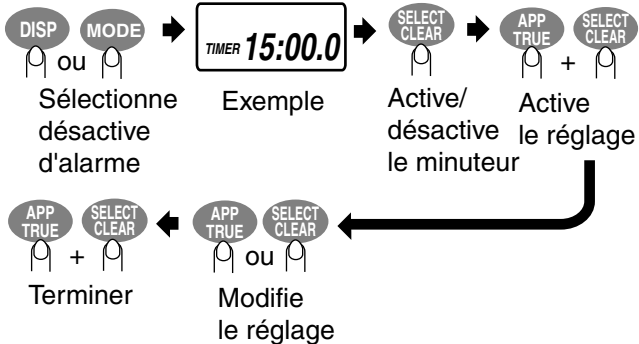 DISP
ou
MODE
Sélectionne
désactive
d'alarme
TIMER 15:00.0
Exemple
SELECT
CLEAR
Active/
désactive
le minuteur
APP
TRUE
+
SELECT
CLEAR
Active
le réglage
APP
TRUE
ou
SELECT
CLEAR
Modifie
le réglage
APP
TRUE
+
SELECT
CLEAR
Terminer